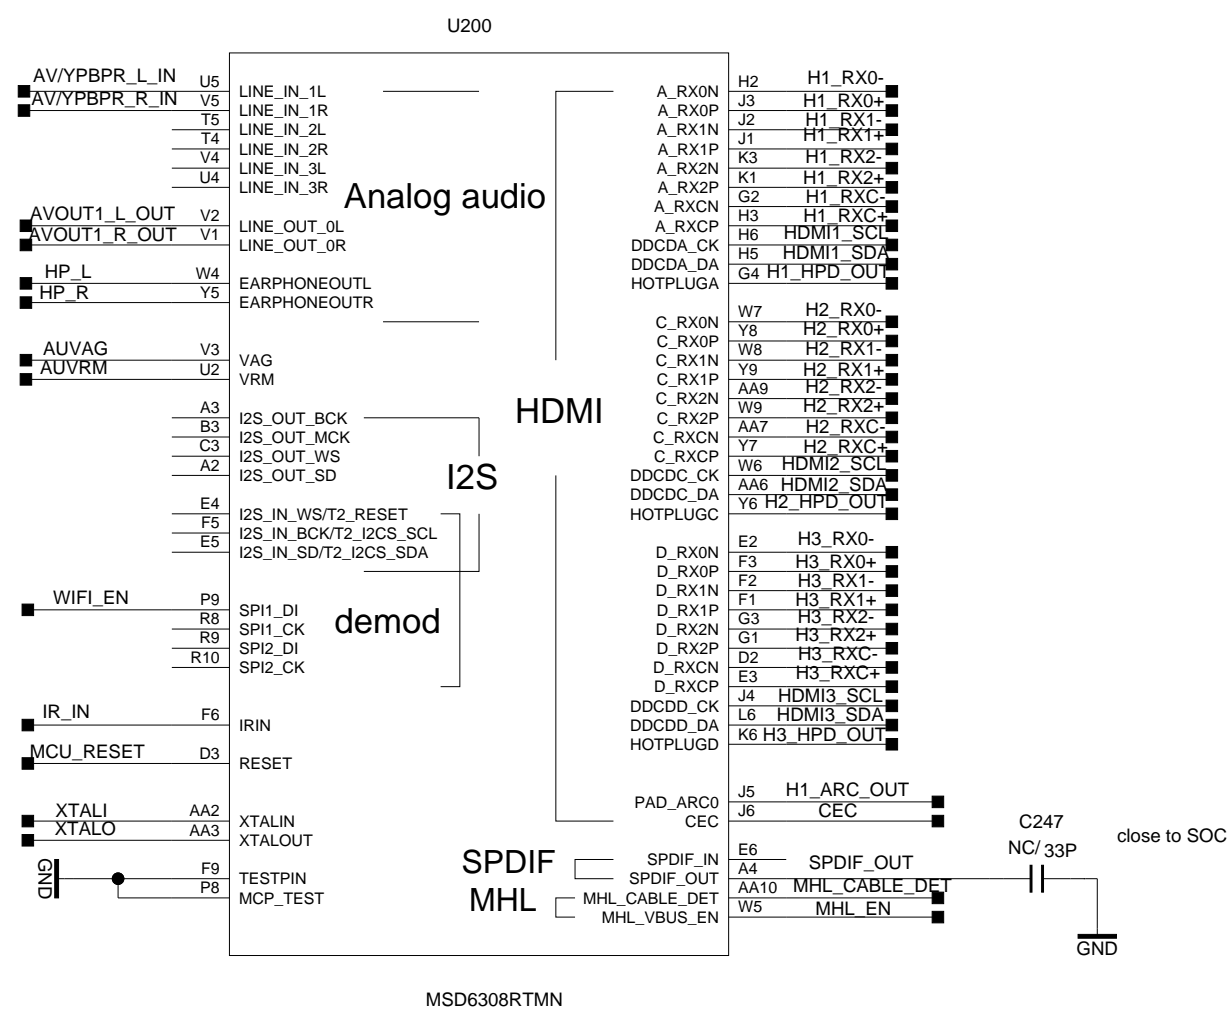 U200
AV/YPBPR_L_IN U5 LINE_IN_1L
AV/YPBPR_R_IN V5 LINE_IN_1R
T5 LINE_IN_2L
T4 LINE_IN_2R
V4 LINE_IN_3L
U4 LINE_IN_3R
Analog audio
AVOUT1_L_OUT V2 LINE_OUT_0L
AVOUT1_R_OUT V1 LINE_OUT_0R
HP_L W4 EARPHONEOUTL
HP_R Y5 EARPHONEOUTR
AUVAG V3 VAG
AUVRM U2 VRM
A3 I2S_OUT_BCK
B3 I2S_OUT_MCK
C3 I2S_OUT_WS
A2 I2S_OUT_SD
I2S
E4 I2S_IN_WS/T2_RESET
F5 I2S_IN_BCK/T2_I2CS_SCL
E5 I2S_IN_SD/T2_I2CS_SDA
WIFI_EN P9 SPI1_DI
R8 SPI1_CK
R9 SPI2_DI
R10 SPI2_CK
demod
IR_IN F6 IRIN
MCU_RESET D3 RESET
XTALI AA2 XTALIN
XTALO AA3 XTALOUT
GND
F9 TESTPIN
P8 MCP_TEST
HDMI
A_RX0N H2 H1_RX0-
A_RX0P J3 H1_RX0+
A_RX1N J2 H1_RX1-
A_RX1P J1 H1_RX1+
A_RX2N K3 H1_RX2-
A_RX2P K1 H1_RX2+
A_RXCN G2 H1_RXC-
A_RXCP H3 H1_RXC+
DDCDA_CK H6 HDMI1_SCL
DDCDA_DA H5 HDMI1_SDA
HOTPLUGA G4 H1_HPD_OUT
C_RX0N W7 H2_RX0-
C_RX0P Y8 H2_RX0+
C_RX1N W8 H2_RX1-
C_RX1P Y9 H2_RX1+
C_RX2N AA9 H2_RX2-
C_RX2P W9 H2_RX2+
C_RXCN AA7 H2_RXC-
C_RXCP Y7 H2_RXC+
DDCDC_CK W6 HDMI2_SCL
DDCDC_DA AA6 HDMI2_SDA
HOTPLUGC Y6 H2_HPD_OUT
D_RX0N E2 H3_RX0-
D_RX0P F3 H3_RX0+
D_RX1N F2 H3_RX1-
D_RX1P F1 H3_RX1+
D_RX2N G3 H3_RX2-
D_RX2P G1 H3_RX2+
D_RXCN D2 H3_RXC-
D_RXCP E3 H3_RXC+
DDCDD_CK J4 HDMI3_SCL
DDCDD_DA L6 HDMI3_SDA
HOTPLUGD K6 H3_HPD_OUT
PAD_ARC0 J5 H1_ARC_OUT
CEC J6 CEC
SPDIF
SPDIF_IN E6
SPDIF_OUT A4 SPDIF_OUT
MHL
MHL_CABLE_DET AA10 MHL_CABLE_DET
MHL_VBUS_EN W5 MHL_EN
C247
NC/ 33P
close to SOC
GND
MSD6308RTMN